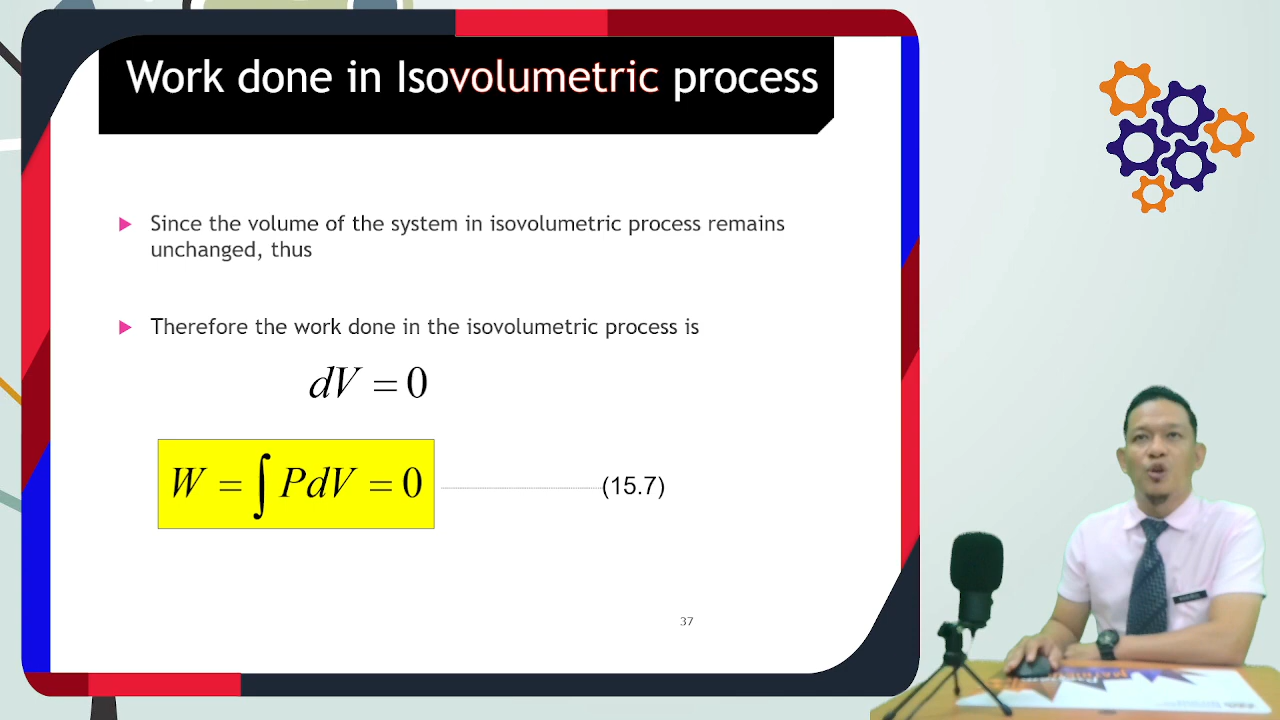 Work done in Isovolumetric process
Since the volume of the system in isovolumetric process remains
unchanged, thus
Therefore the work done in the isovolumetric process is
dV = 0
W = ∫ PdV = 0
(15.7)
37